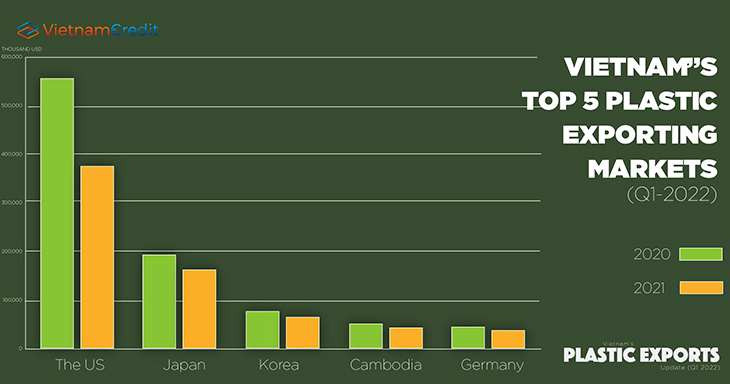 VietnamCredit
THOUSAND USD
600,000
500,000
400,000
300,000
200,000
100,000
0
The US
Japan
Korea
Cambodia
Germany
VIETNAM"S
TOP 5 PLASTIC
EXPORTING
MARKETS
(Q1-2022)
2020
2021
Vietnam's
PLASTIC EXPORTS
Update (Q1 2022)